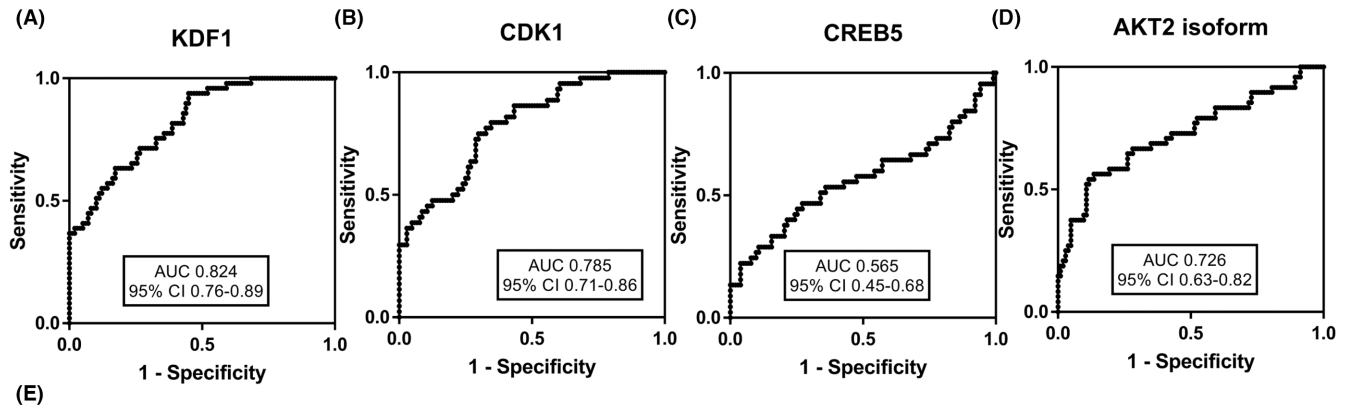 (A)
KDF1
1.0
0.5
0.0
Sensitivity
AUC 0.824
95% CI 0.76-0.89
0.0 0.5 1.0
1 - Specificity
(B)
CDK1
1.0
0.5
0.0
Sensitivity
AUC 0.785
95% CI 0.71-0.86
0.0 0.5 1.0
1 - Specificity
(C)
CREB5
1.0
0.5
0.0
Sensitivity
AUC 0.565
95% CI 0.45-0.68
0.0 0.5 1.0
1 - Specificity
(D)
AKT2 isoform
1.0
0.5
0.0
Sensitivity
AUC 0.726
95% CI 0.63-0.82
0.0 0.5 1.0
1 - Specificity
(E)